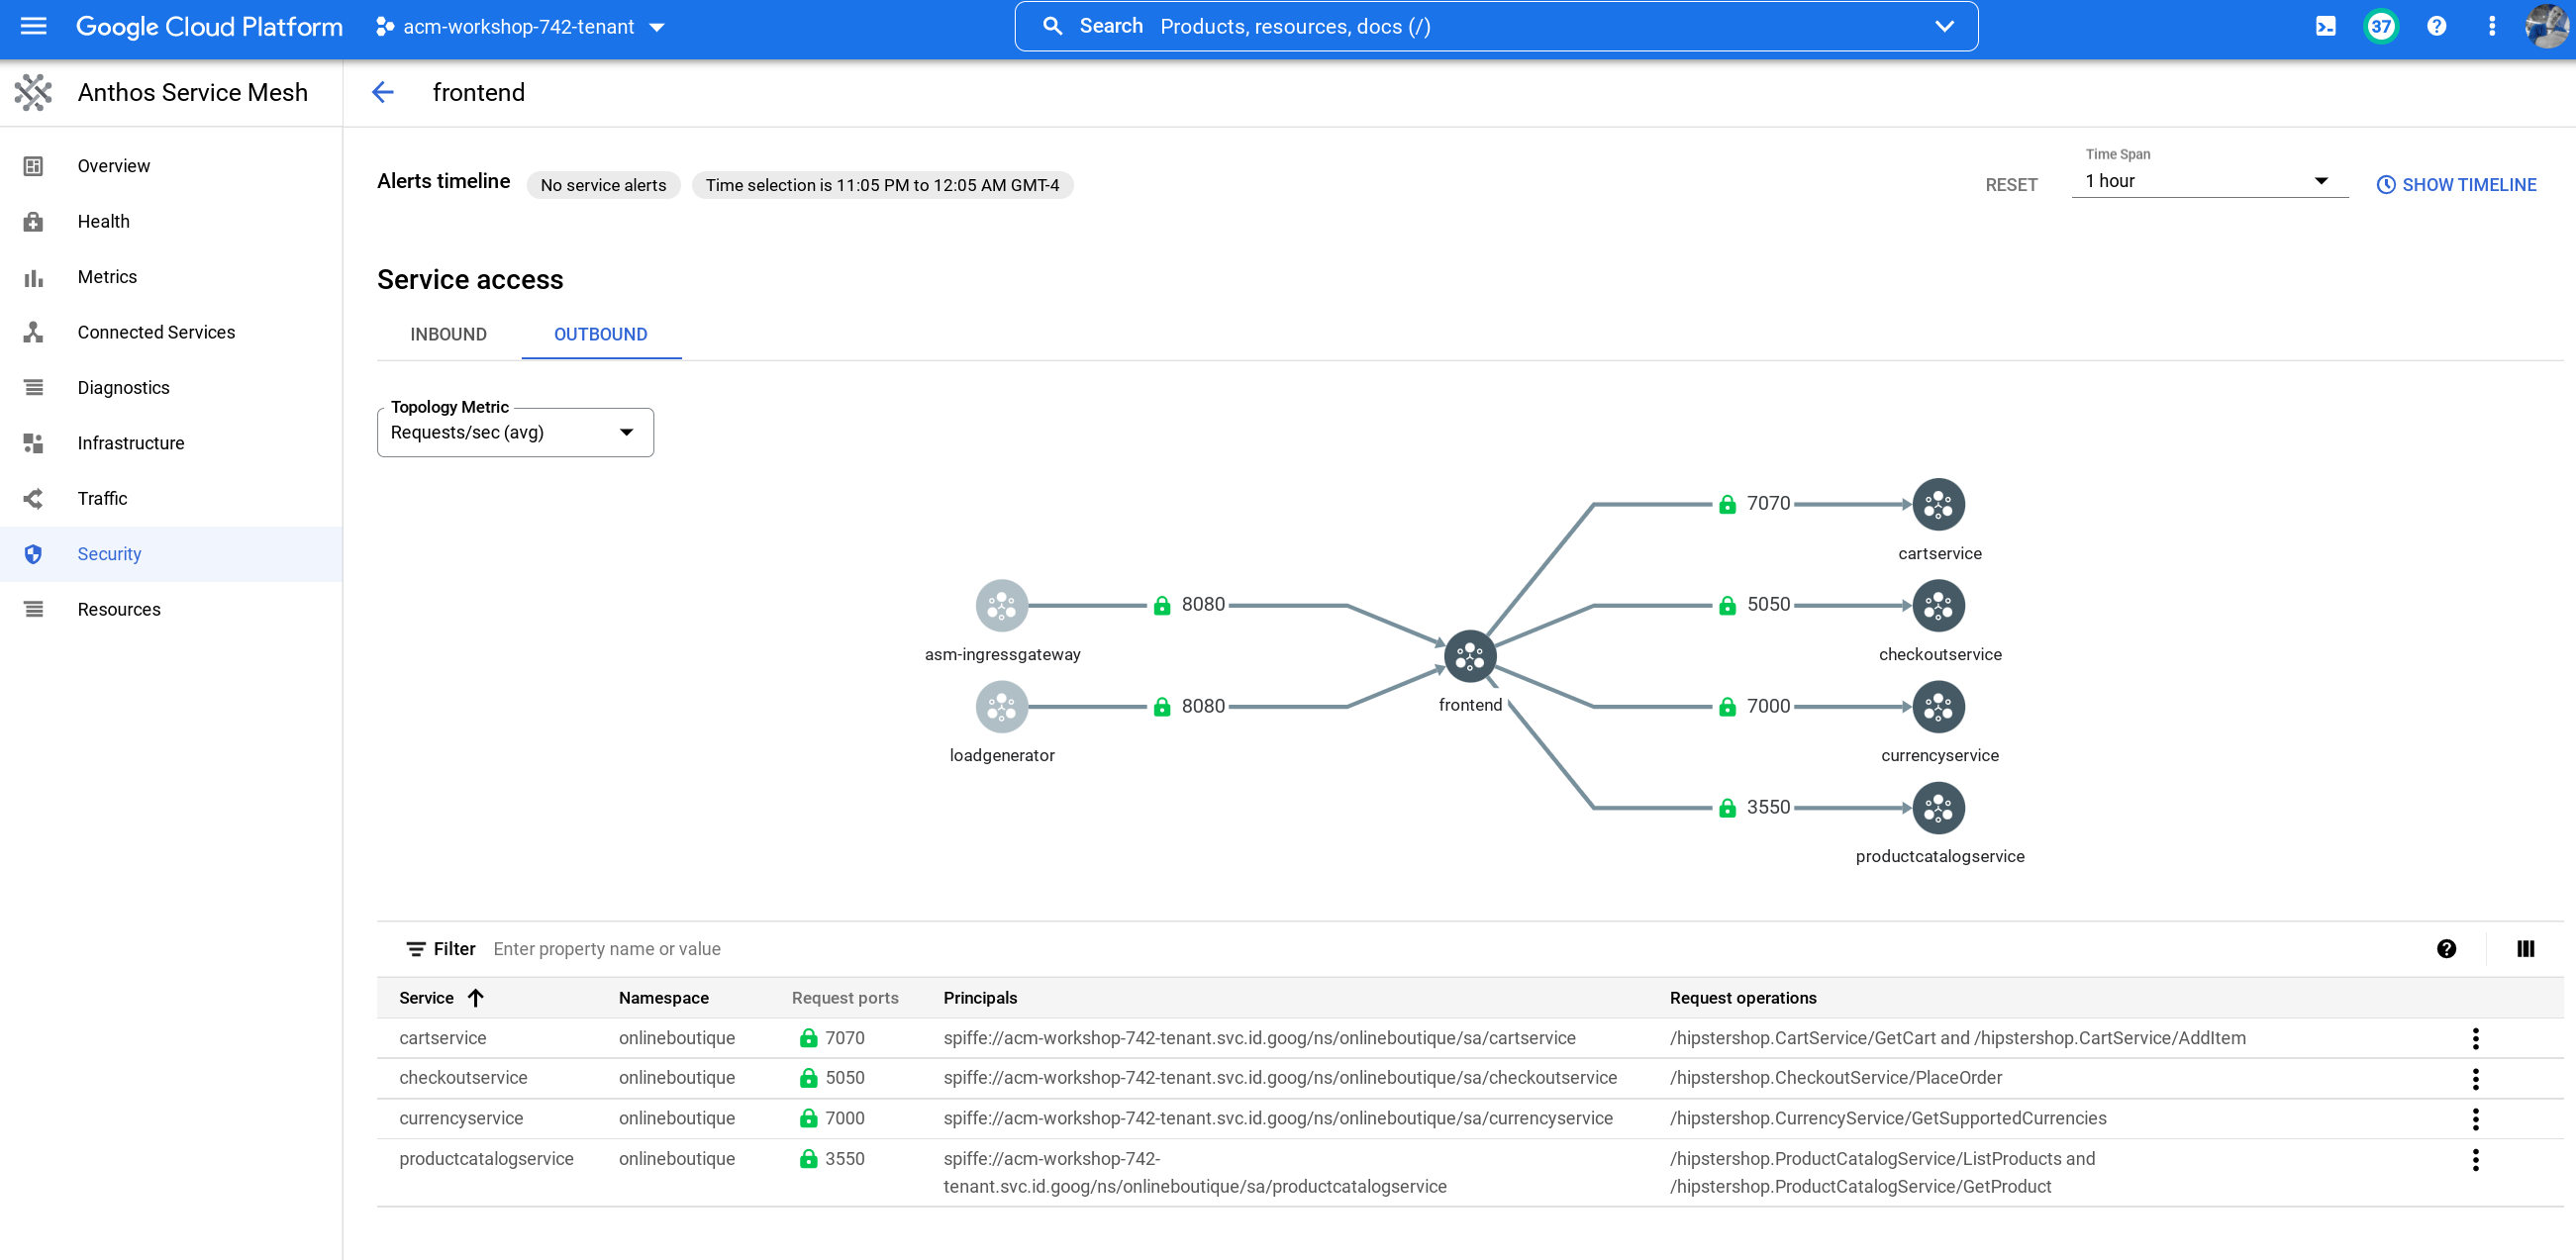 Google Cloud Platform
acm-workshop-742-tenant
Search Products, resources, docs (/)
37
Anthos Service Mesh
frontend
Overview
Health
Metrics
Connected Services
Diagnostics
Infrastructure
Traffic
Security
Resources
Alerts timeline
No service alerts
Time selection is 11:05 PM to 12:05 AM GMT-4
RESET
Time Span
1 hour
SHOW TIMELINE
Service access
INBOUND
OUTBOUND
Topology Metric
Requests/sec (avg)
7070
cartservice
8080
5050
asm-ingressgateway
checkoutservice
8080
frontend
7000
loadgenerator
currencyservice
3550
productcatalogservice
Filter Enter property name or value
Service Namespace Request ports Principals Request operations
cartservice onlineboutique 7070 spiffe://acm-workshop-742-tenant.svc.id.goog/ns/onlineboutique/sa/cartservice /hipstershop.CartService/GetCart and /hipstershop.CartService/AddItem
checkoutservice onlineboutique 5050 spiffe://acm-workshop-742-tenant.svc.id.goog/ns/onlineboutique/sa/checkoutservice /hipstershop.CheckoutService/PlaceOrder
currencyservice onlineboutique 7000 spiffe://acm-workshop-742-tenant.svc.id.goog/ns/onlineboutique/sa/currencyservice /hipstershop.CurrencyService/GetSupportedCurrencies
productcatalogservice onlineboutique 3550 spiffe://acm-workshop-742- /hipstershop.ProductCatalogService/ListProducts and
tenant.svc.id.goog/ns/onlineboutique/sa/productcatalogservice /hipstershop.ProductCatalogService/GetProduct